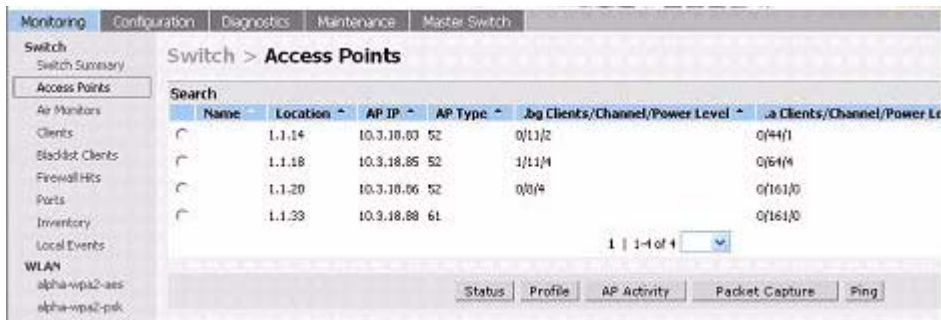 Monitoring Configuration Diagnostics Maintenance Master Switch
Switch
Switch Summary
Access Points
Air Monitors
Clients
Blacklist Clients
Firewall Hits
Ports
Inventory
Local Events
WLAN
alpha-wpa2-aes
alpha-wpa2-psk
Switch > Access Points
Search
Name Location AP IP AP Type .bg Clients/Channel/Power Level .a Clients/Channel/Power Le
1.1.14 10.3.18.83 52 0/11/2 0/44/1
1.1.18 10.3.18.85 52 1/11/4 0/64/4
1.1.20 10.3.18.86 52 0/8/4 0/161/0
1.1.33 10.3.18.88 61 0/161/0
1 | 1-4 of 4
Status Profile AP Activity Packet Capture Ping